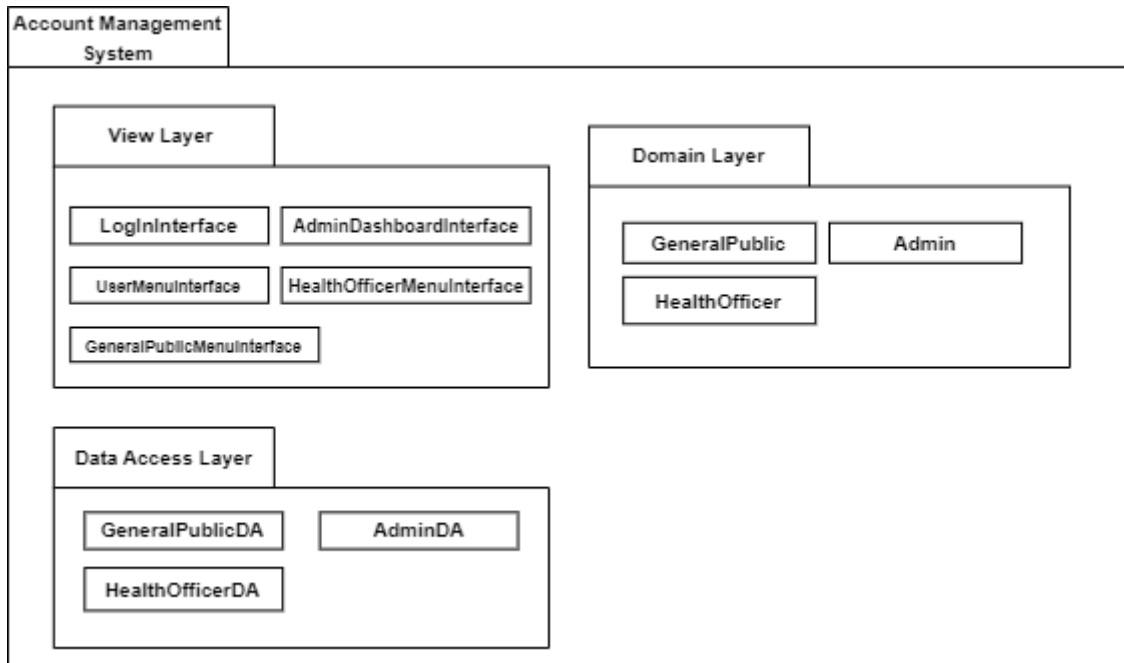 Account Management
System
View Layer
LogInInterface
AdminDashboardInterface
UserMenuInterface
HealthOfficerMenuInterface
GeneralPublicMenuInterface
Domain Layer
GeneralPublic
Admin
HealthOfficer
Data Access Layer
GeneralPublicDA
AdminDA
HealthOfficerDA